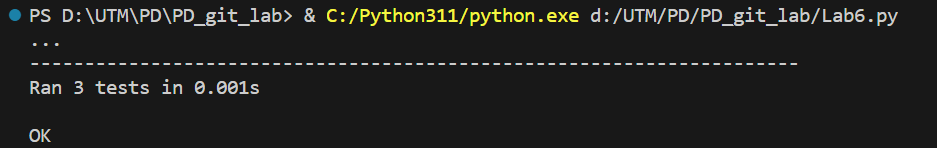 PS D:\UTM\PD\PD_git_lab> & C:/Python311/python.exe d:/UTM/PD/PD_git_lab/Lab6.py
...
----------------------------------------------------------------------
Ran 3 tests in 0.001s
OK